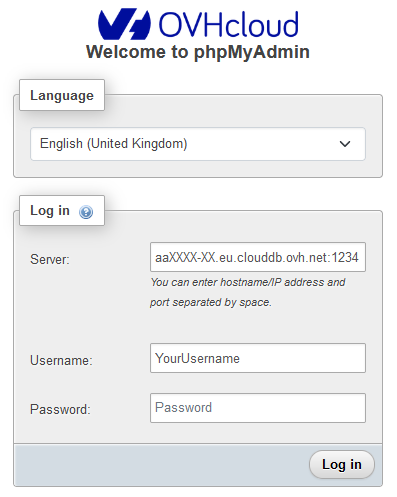 OVHcloud
Welcome to phpMyAdmin
Language
English (United Kingdom)
Log in
Server:
aaXXXX-XX.eu.clouddb.ovh.net:1234
You can enter hostname/IP address and
port separated by space.
Username:
YourUsername
Password:
Password
Log in